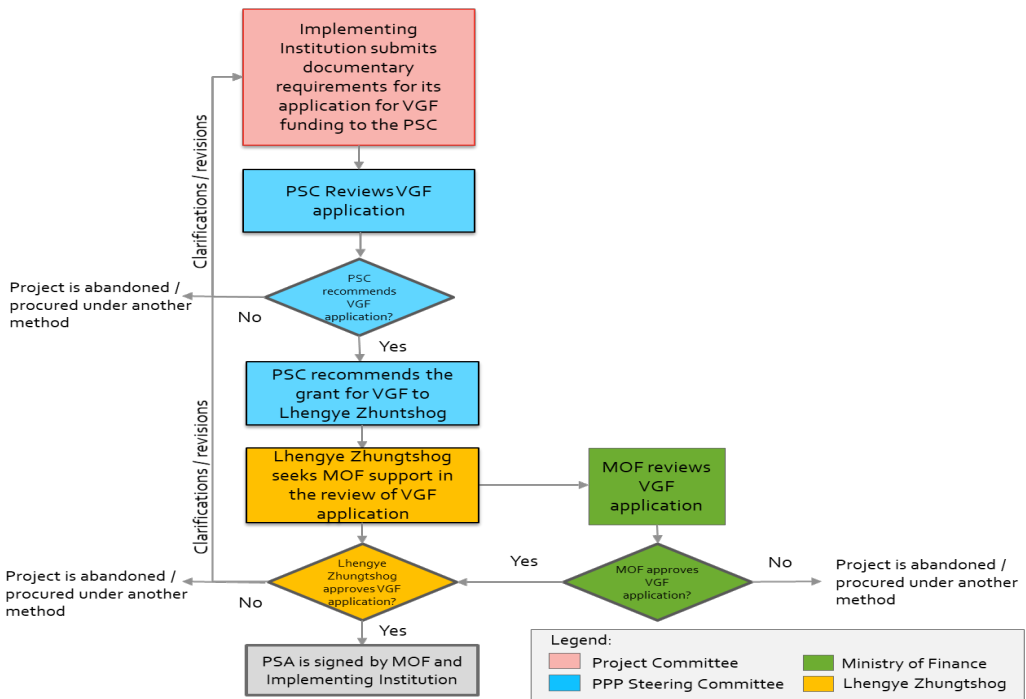 Implementing
Institution submits
documentary
requirements for its
application for VGF
funding to the PSC
Clarifications / revisions
PSC Reviews VGF
application
PSC
recommends
VGF
application?
Project is abandoned /
procured under another
method
No
Yes
PSC recommends the
grant for VGF to
Lhengye Zhuntshog
Clarifications / revisions
Lhengye Zhungtshog
seeks MOF support in
the review of VGF
application
MOF reviews
VGF
application
Lhengye
Zhungtshog
approves VGF
application?
Project is abandoned /
procured under another
method
No
Yes
MOF approves
VGF
application?
No
Project is abandoned /
procured under another
method
Yes
PSA is signed by MOF and
Implementing Institution
Legend:
Project Committee
Ministry of Finance
PPP Steering Committee
Lhengye Zhungtshog